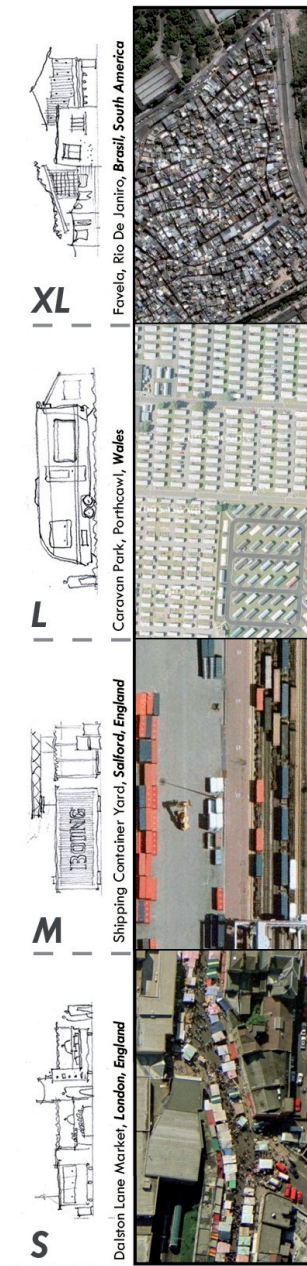 S
Dalston Lane Market, London, England
M
BOING
Shipping Container Yard, Salford, England
L
Caravan Park, Porthcawl, Wales
XL
Favela, Rio De Janiro, Brasil, South America